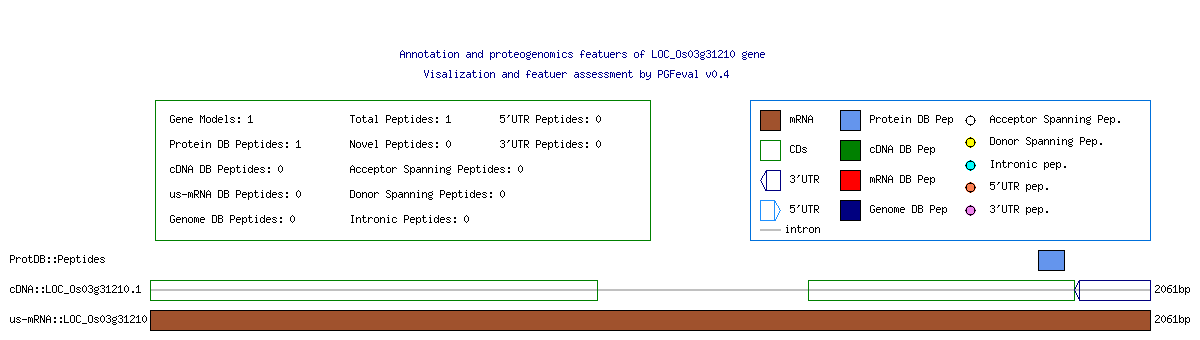 Annotation and proteogenomics featuers of LOC_Os03g31210 gene
Visalization and featuer assessment by PGFeval v0.4
Gene Models: 1 Total Peptides: 1 5'UTR Peptides: 0
Protein DB Peptides: 1 Novel Peptides: 0 3'UTR Peptides: 0
cDNA DB Peptides: 0 Acceptor Spanning Peptides: 0
us-mRNA DB Peptides: 0 Donor Spanning Peptides: 0
Genome DB Peptides: 0 Intronic Peptides: 0
mRNA Protein DB Pep Acceptor Spanning Pep.
CDs cDNA DB Pep Donor Spanning Pep.
3'UTR mRNA DB Pep Intronic pep.
5'UTR Genome DB Pep 5'UTR pep.
intron 3'UTR pep.
ProtDB::Peptides
cDNA::LOC_Os03g31210.1 2061bp
us-mRNA::LOC_Os03g31210 2061bp